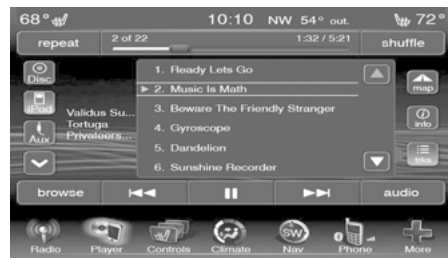 68° 10:10 NW 54° out. 72°
repeat 2 of 22 1:32 / 5:21 shuffle
Disc
iPod
Aux
Validus Su...
Tortuga
Privateers...
1. Ready Lets Go
2. Music Is Math
3. Beware The Friendly Stranger
4. Gyroscope
5. Dandelion
6. Sunshine Recorder
map
info
trks
browse audio
SW
Radio Player Controls Climate Nav Phone More